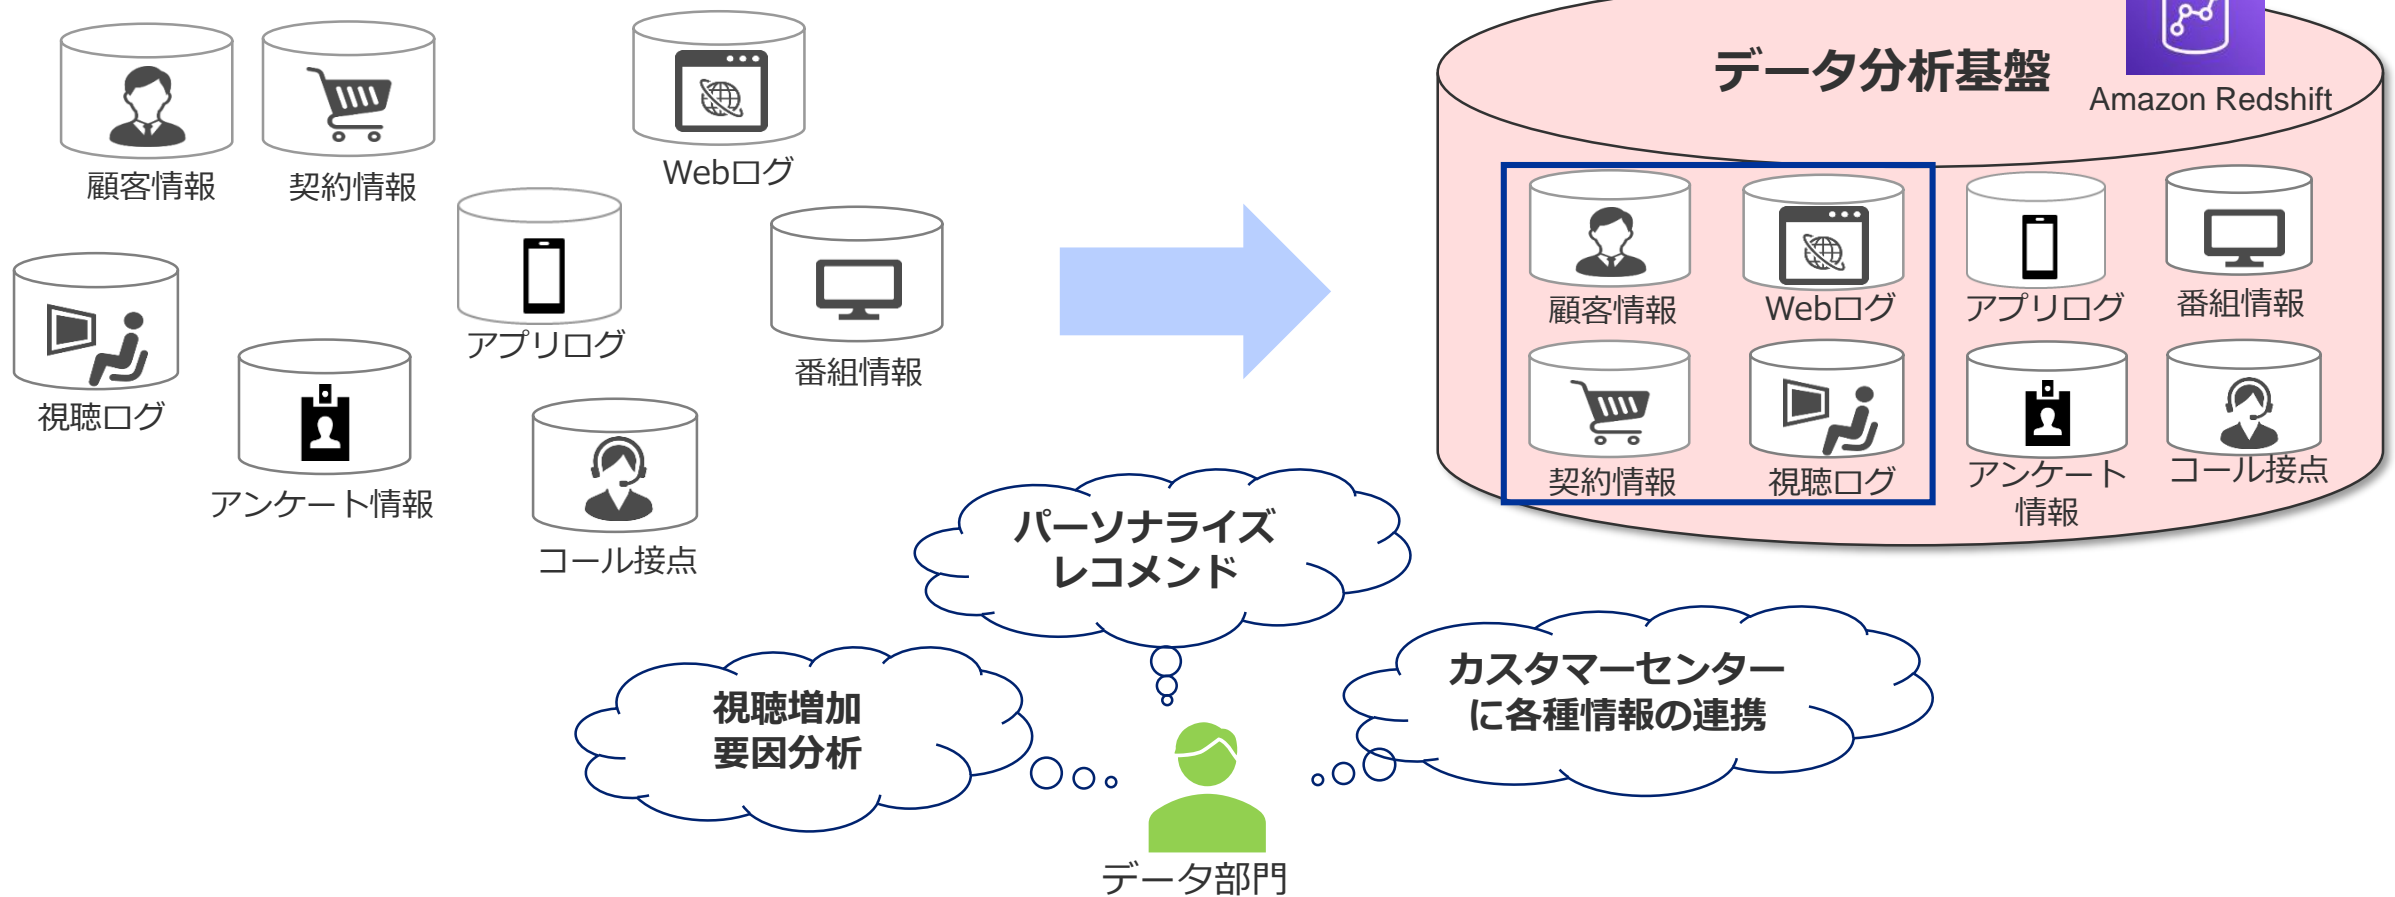 顧客情報
契約情報
Webログ
視聴ログ
アンケート情報
アプリログ
コール接点
番組情報
データ分析基盤
Amazon Redshift
顧客情報
Webログ
アプリログ
番組情報
契約情報
視聴ログ
アンケート
情報
コール接点
パーソナライズ
レコメンド
視聴増加
要因分析
カスタマーセンター
に各種情報の連携
データ部門